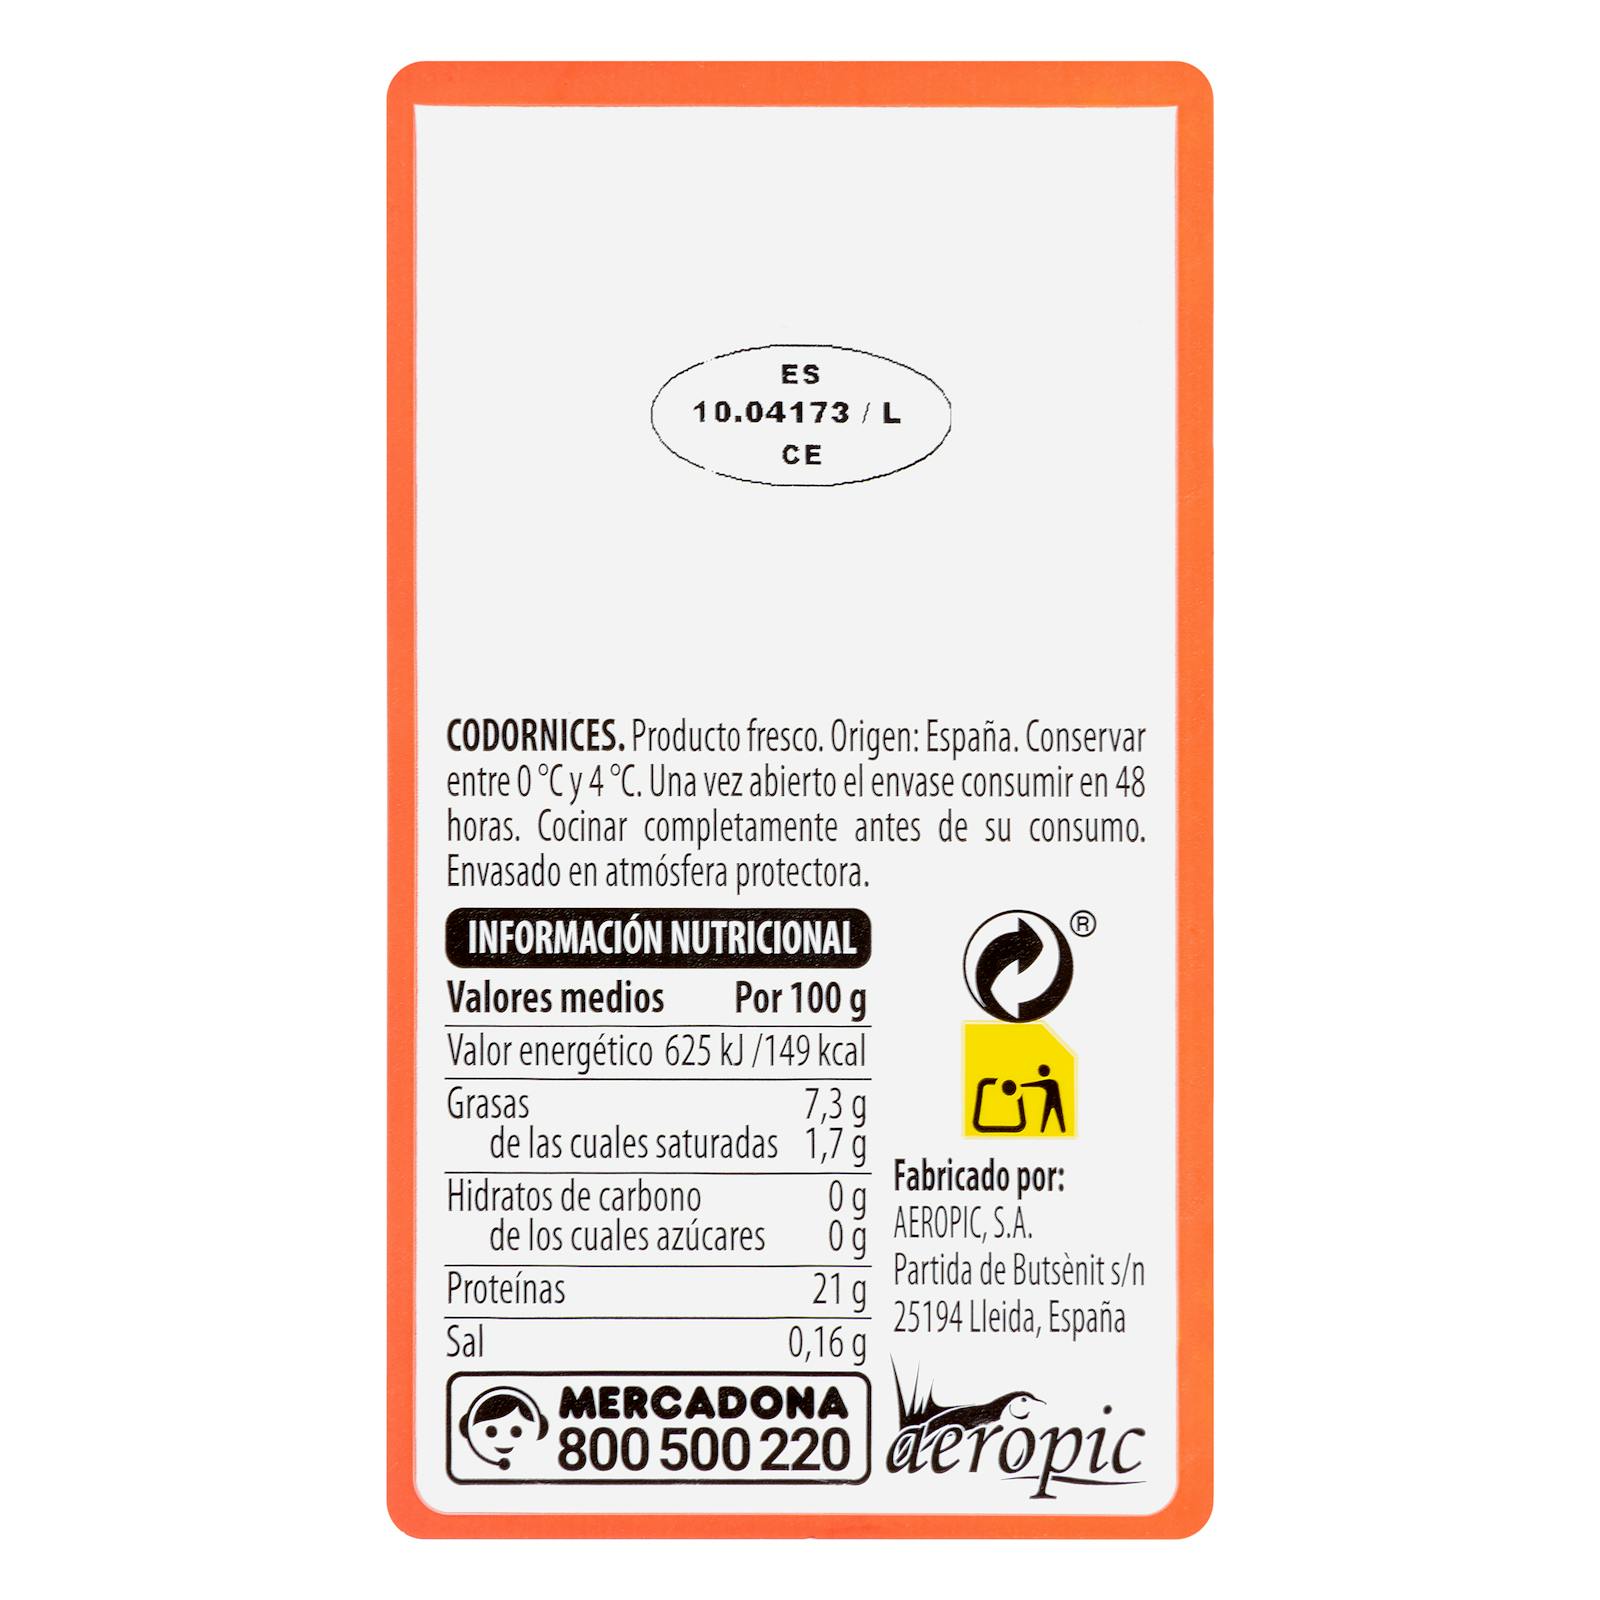 ES
10.04173 / L
CE
CODORNICES. Producto fresco. Origen: España. Conservar
entre 0 °C y 4 °C. Una vez abierto el envase consumir en 48
horas. Cocinar completamente antes de su consumo.
Envasado en atmósfera protectora.
INFORMACIÓN NUTRICIONAL
Valores medios Por 100 g
Valor energético 625 kJ /149 kcal
Grasas 7,3 g
de las cuales saturadas 1,7 g
Hidratos de carbono 0 g
de los cuales azúcares 0 g
Proteínas 21 g
Sal 0,16 g
MERCADONA
800 500 220
®
Fabricado por:
AEROPIC, S.A.
Partida de Butsènit s/n
25194 Lleida, España
aeropic